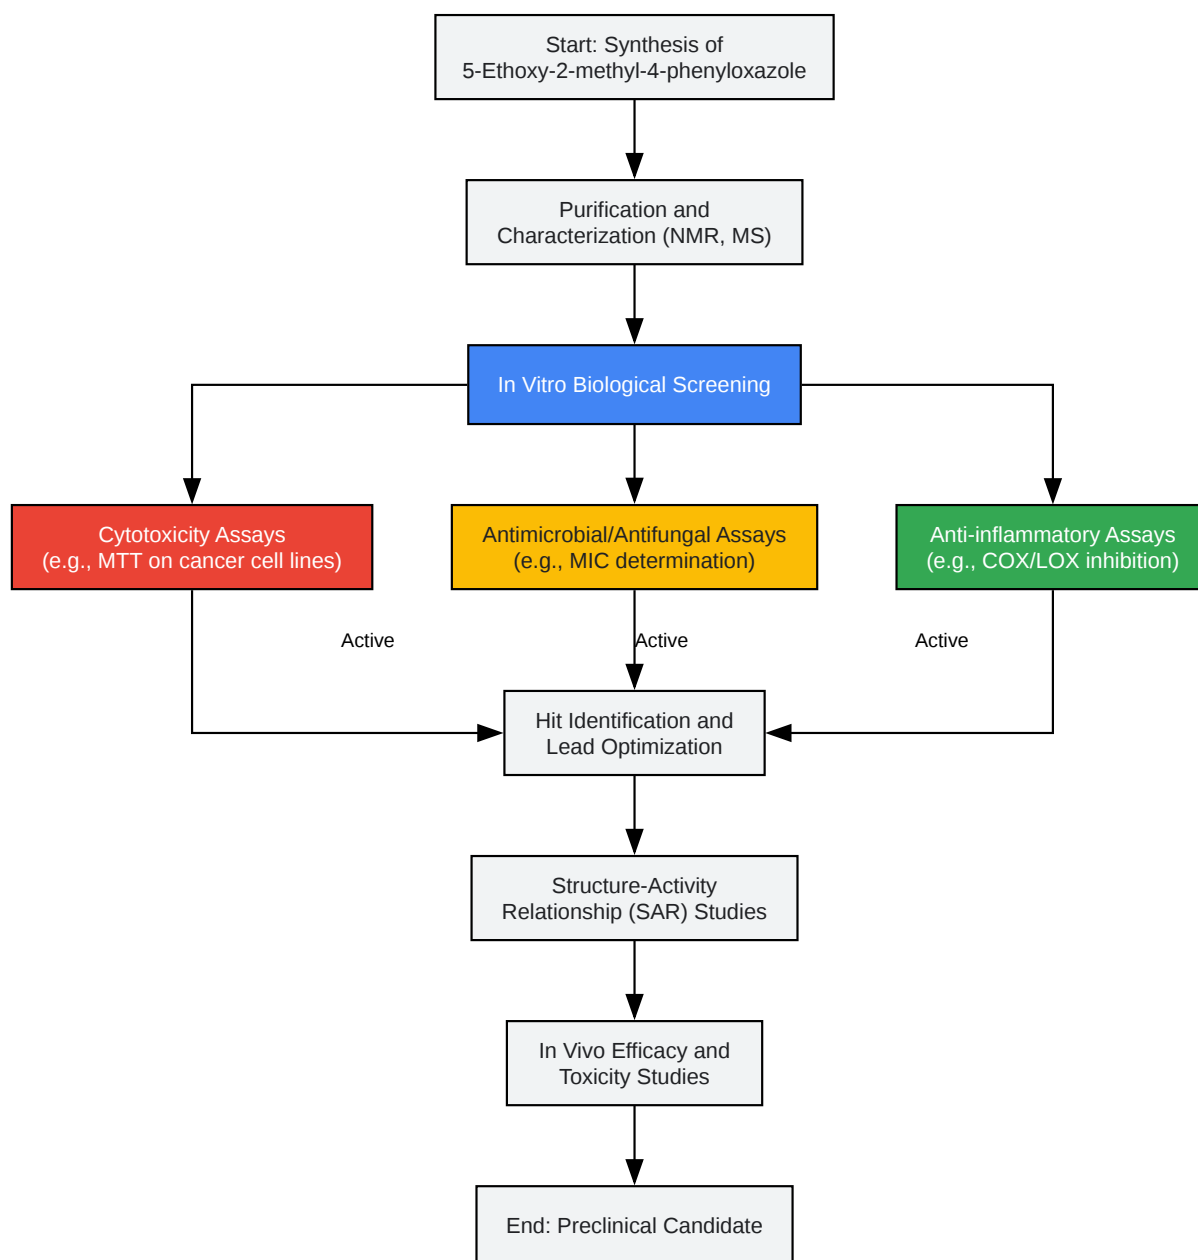 Start: Synthesis of
5-Ethoxy-2-methyl-4-phenyloxazole
Purification and
Characterization (NMR, MS)
In Vitro Biological Screening
Cytotoxicity Assays
(e.g., MTT on cancer cell lines)
Antimicrobial/Antifungal Assays
(e.g., MIC determination)
Anti-inflammatory Assays
(e.g., COX/LOX inhibition)
Active
Active
Active
Hit Identification and
Lead Optimization
Structure-Activity
Relationship (SAR) Studies
In Vivo Efficacy and
Toxicity Studies
End: Preclinical Candidate